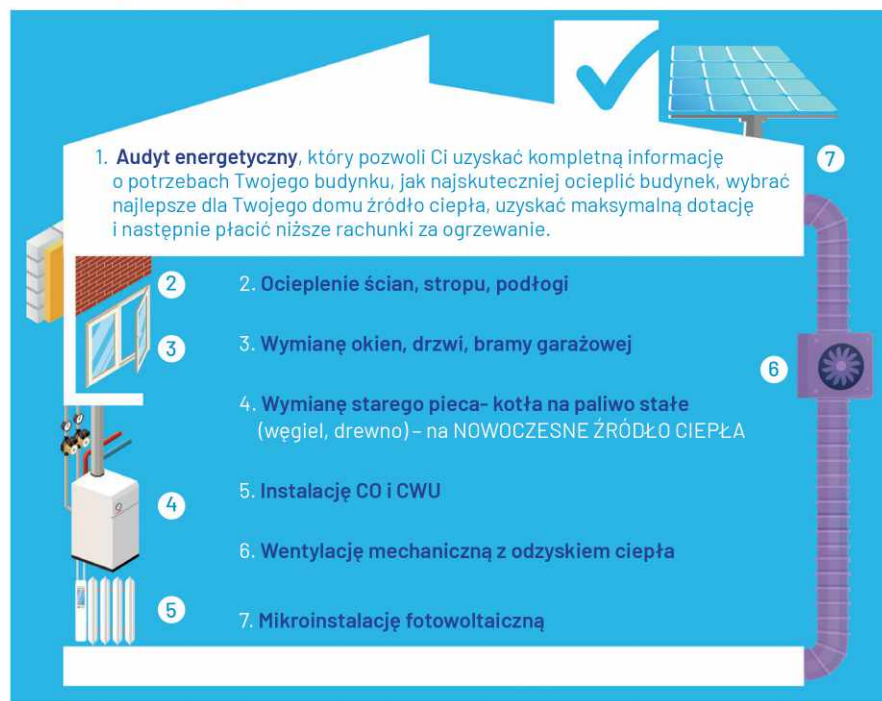 1. Audyt energetyczny, który pozwoli Ci uzyskać kompletną informację
o potrzebach Twojego budynku, jak najskuteczniej ocieplić budynek, wybrać
najlepsze dla Twojego domu źródło ciepła, uzyskać maksymalną dotację
i następnie płacić niższe rachunki za ogrzewanie.
7
2
2. Ocieplenie ścian, stropu, podłogi
3
3. Wymianę okien, drzwi, bramy garażowej
6
4. Wymianę starego pieca- kotła na paliwo stałe
(węgiel, drewno) – na NOWOCZESNE ŹRÓDŁO CIEPŁA
4
5. Instalację CO i CWU
6. Wentylację mechaniczną z odzyskiem ciepła
5
7. Mikroinstalację fotowoltaiczną